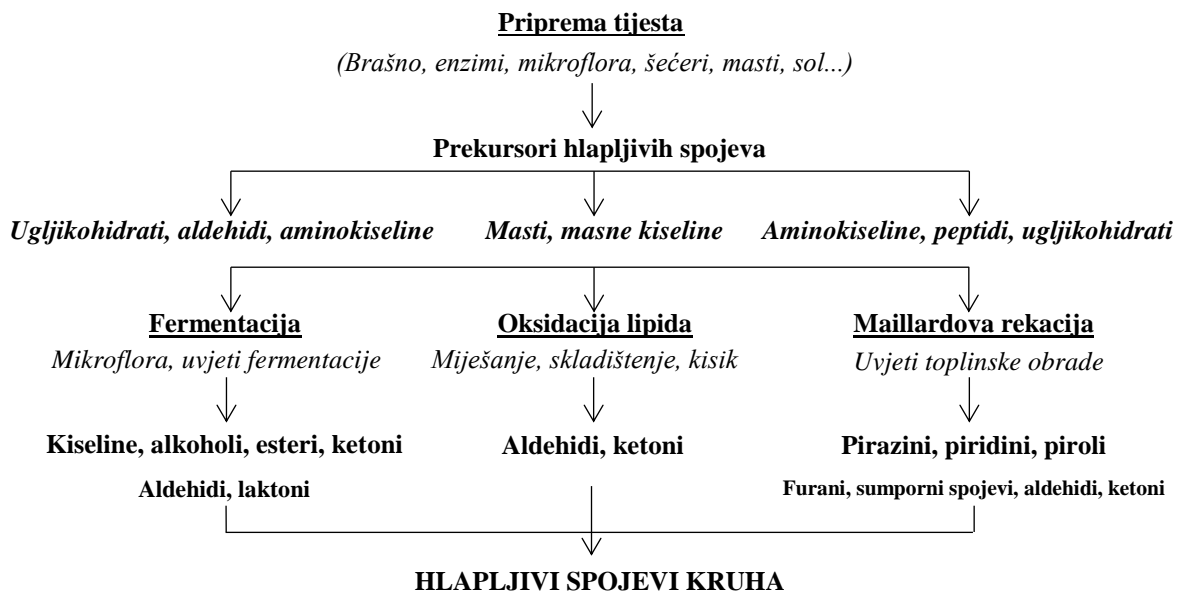 Priprema tijesta
(Brašno, enzimi, mikroflora, šećeri, masti, sol...)
Prekursori hlapljivih spojeva
Ugljikohidrati, aldehidi, aminokiseline
Masti, masne kiseline
Aminokiseline, peptidi, ugljikohidrati
Fermentacija
Oksidacija lipida
Maillardova rekacija
Mikroflora, uvjeti fermentacije
Miješanje, skladištenje, kisik
Uvjeti toplinske obrade
Kiseline, alkoholi, esteri, ketoni
Aldehidi, ketoni
Pirazini, piridini, piroli
Aldehidi, laktoni
Furani, sumporni spojevi, aldehidi, ketoni
HLAPLJIVI SPOJEVI KRUHA